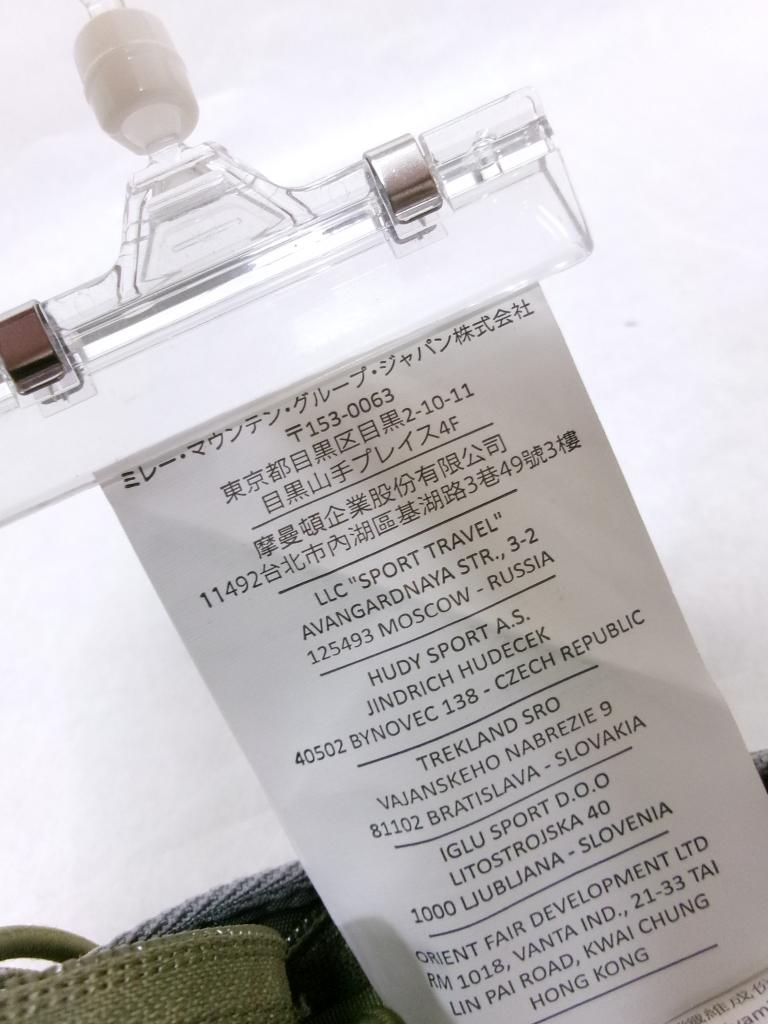 ミレー・マウンテン・グループ・ジャパン株式会社
〒153-0063
東京都目黒区目黒2-10-11
目黒山手プレイス4F
摩曼頓企業股份有限公司
11492台北市內湖區基湖路3巷49號3樓
LLC "SPORT TRAVEL"
AVANGARDNAYA STR., 3-2
125493 MOSCOW - RUSSIA
HUDY SPORT A.S.
JINDRICH HUDECEK
40502 BYNOVEC 138 - CZECH REPUBLIC
TREKLAND SRO
VAJANSKEHO NABREZIE 9
81102 BRATISLAVA - SLOVAKIA
IGLU SPORT D.O.O
LITOSTROJSKA 40
1000 LJUBLJANA - SLOVENIA
ORIENT FAIR DEVELOPMENT LTD
RM 1018, VANTA IND., 21-33 TAI
LIN PAI ROAD, KWAI CHUNG
HONG KONG